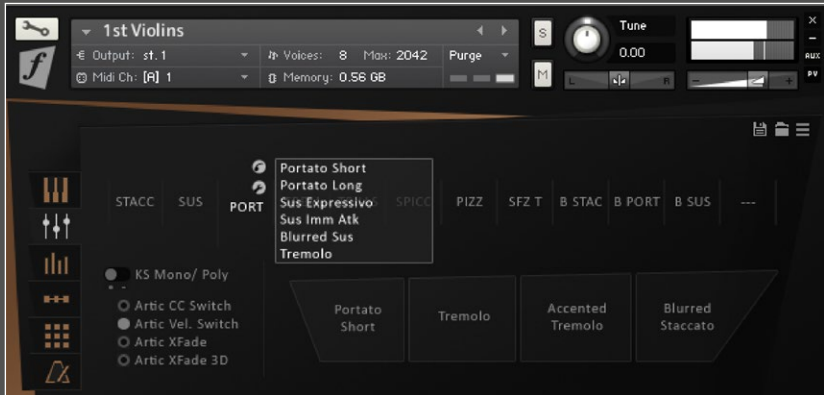 1st Violins
S
Tune
Output: st.1
Voices: 8 Max: 2042
Purge
0.00
AUX
Midi Ch: [A] 1
Memory: 0.56 GB
M
L
R
PV
f
Portato Short
Portato Long
Sus Expressivo
Sus Imm Atk
Blurred Sus
Tremolo
STACC
SUS
PORT
SPICC
PIZZ
SFZ T
B STAC
B PORT
B SUS
---
KS Mono/ Poly
Artic CC Switch
Artic Vel. Switch
Artic XFade
Artic XFade 3D
Portato
Short
Tremolo
Accented
Tremolo
Blurred
Staccato